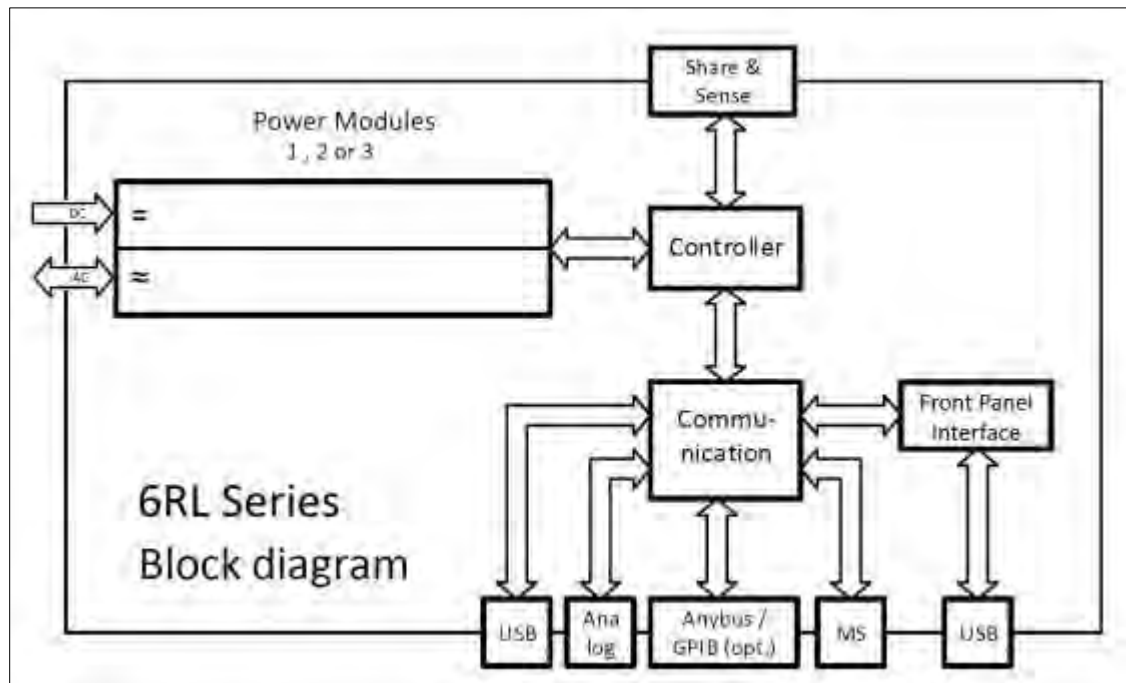 Share &
Sense
Power Modules
1 , 2 or 3
DC
=
Controller
AC
≈
Commu-
nication
Front Panel
Interface
6RL Series
Block diagram
USB
Ana
log
Anybus /
GPIB (opt.)
MS
USB